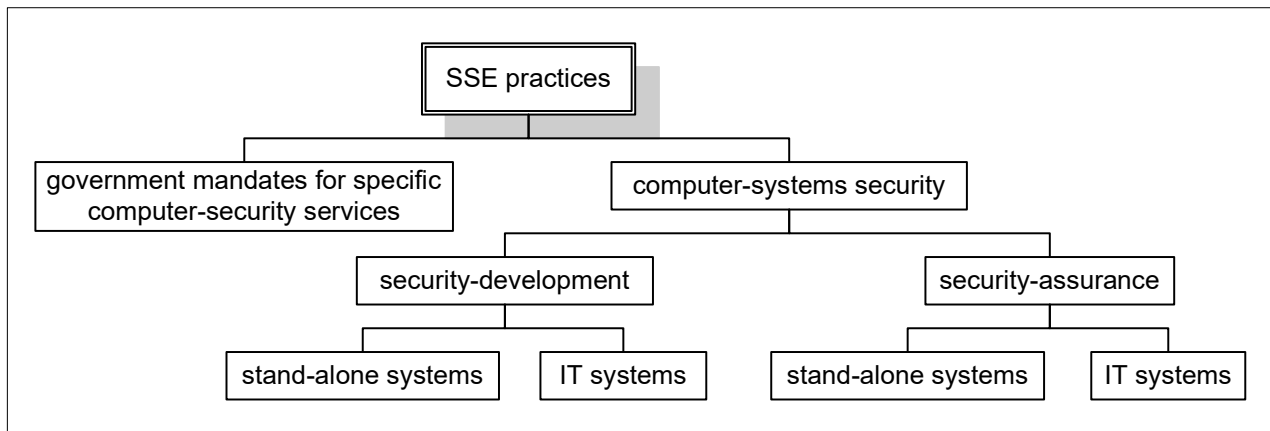 SSE practices
government mandates for specific
computer-security services
computer-systems security
security-development
security-assurance
stand-alone systems
IT systems
stand-alone systems
IT systems